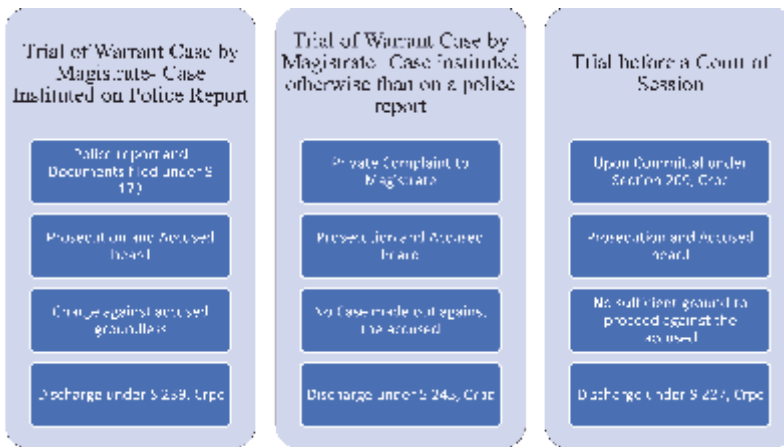 Trial of Warrant Case by
Magistrate- Case
Instituted on Police Report
Police report and
Documents filed under S
173
Prosecution and Accused
heard
Charge against accused
groundless
Discharge under S 239, Crpc
Trial of Warrant Case by
Magistrate- Case Instituted
otherwise than on a police
report
Private Complaint to
Magistrate
Prosecution and Accused
heard
No Case made out against
the accused
Discharge under S 245, Crpc
Trial before a Court of
Session
Upon Committal under
Section 209, Crpc
Prosecution and Accused
heard
No sufficient ground to
proceed against the
accused
Discharge under S 227, Crpc